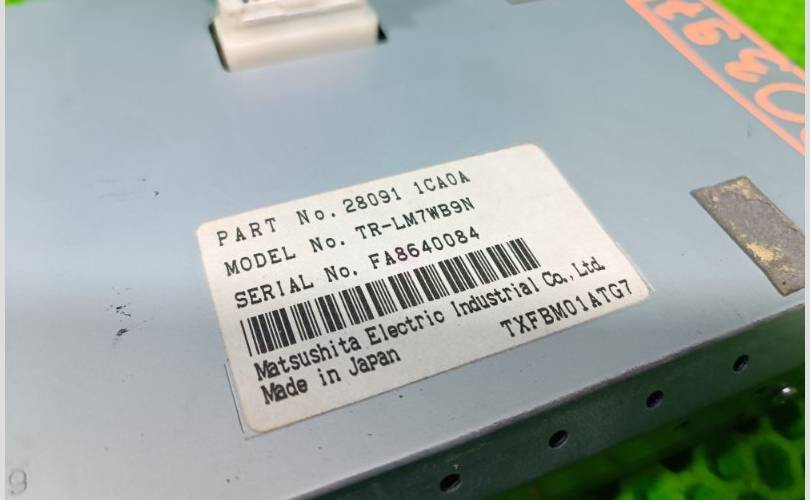 PART No. 28091 1CA0A
MODEL No. TR-LM7WB9N
SERIAL No. FA8640084
Matsushita Electric Industrial Co., Ltd.
Made in Japan
TXFBM01ATG7
9